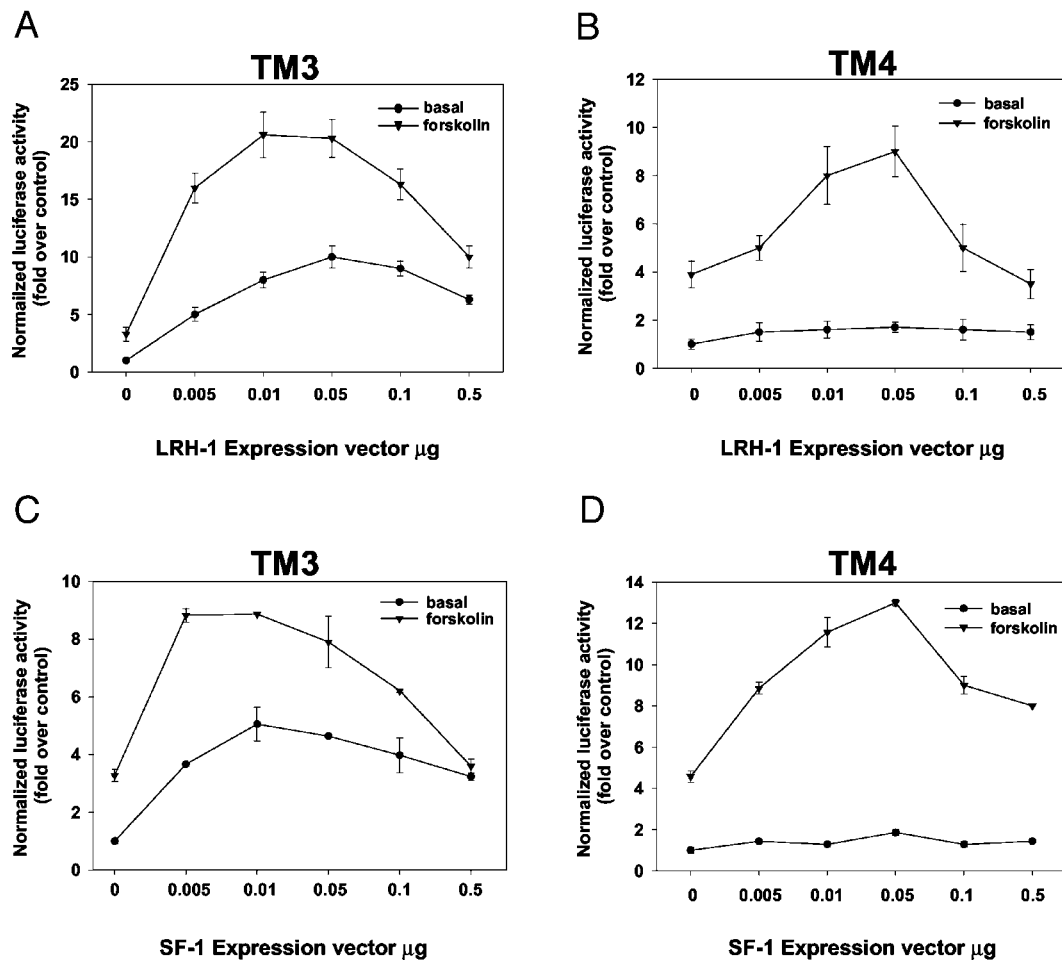 A
TM3
Normailzed luciferase activity
(fold over control)
25
20
15
10
5
0
basal
forskolin
0 0.005 0.01 0.05 0.1 0.5
LRH-1 Expression vector μg
B
TM4
Normalized luciferase activity
(fold over control)
12
10
8
6
4
2
0
basal
forskolin
0 0.005 0.01 0.05 0.1 0.5
LRH-1 Expression vector μg
C
TM3
Normalized luciferase activity
(fold over control)
10
8
6
4
2
0
basal
forskolin
0 0.005 0.01 0.05 0.1 0.5
SF-1 Expression vector μg
D
TM4
Normalized luciferase activity
(fold over control)
14
12
10
8
6
4
2
0
basal
forskolin
0 0.005 0.01 0.05 0.1 0.5
SF-1 Expression vector μg